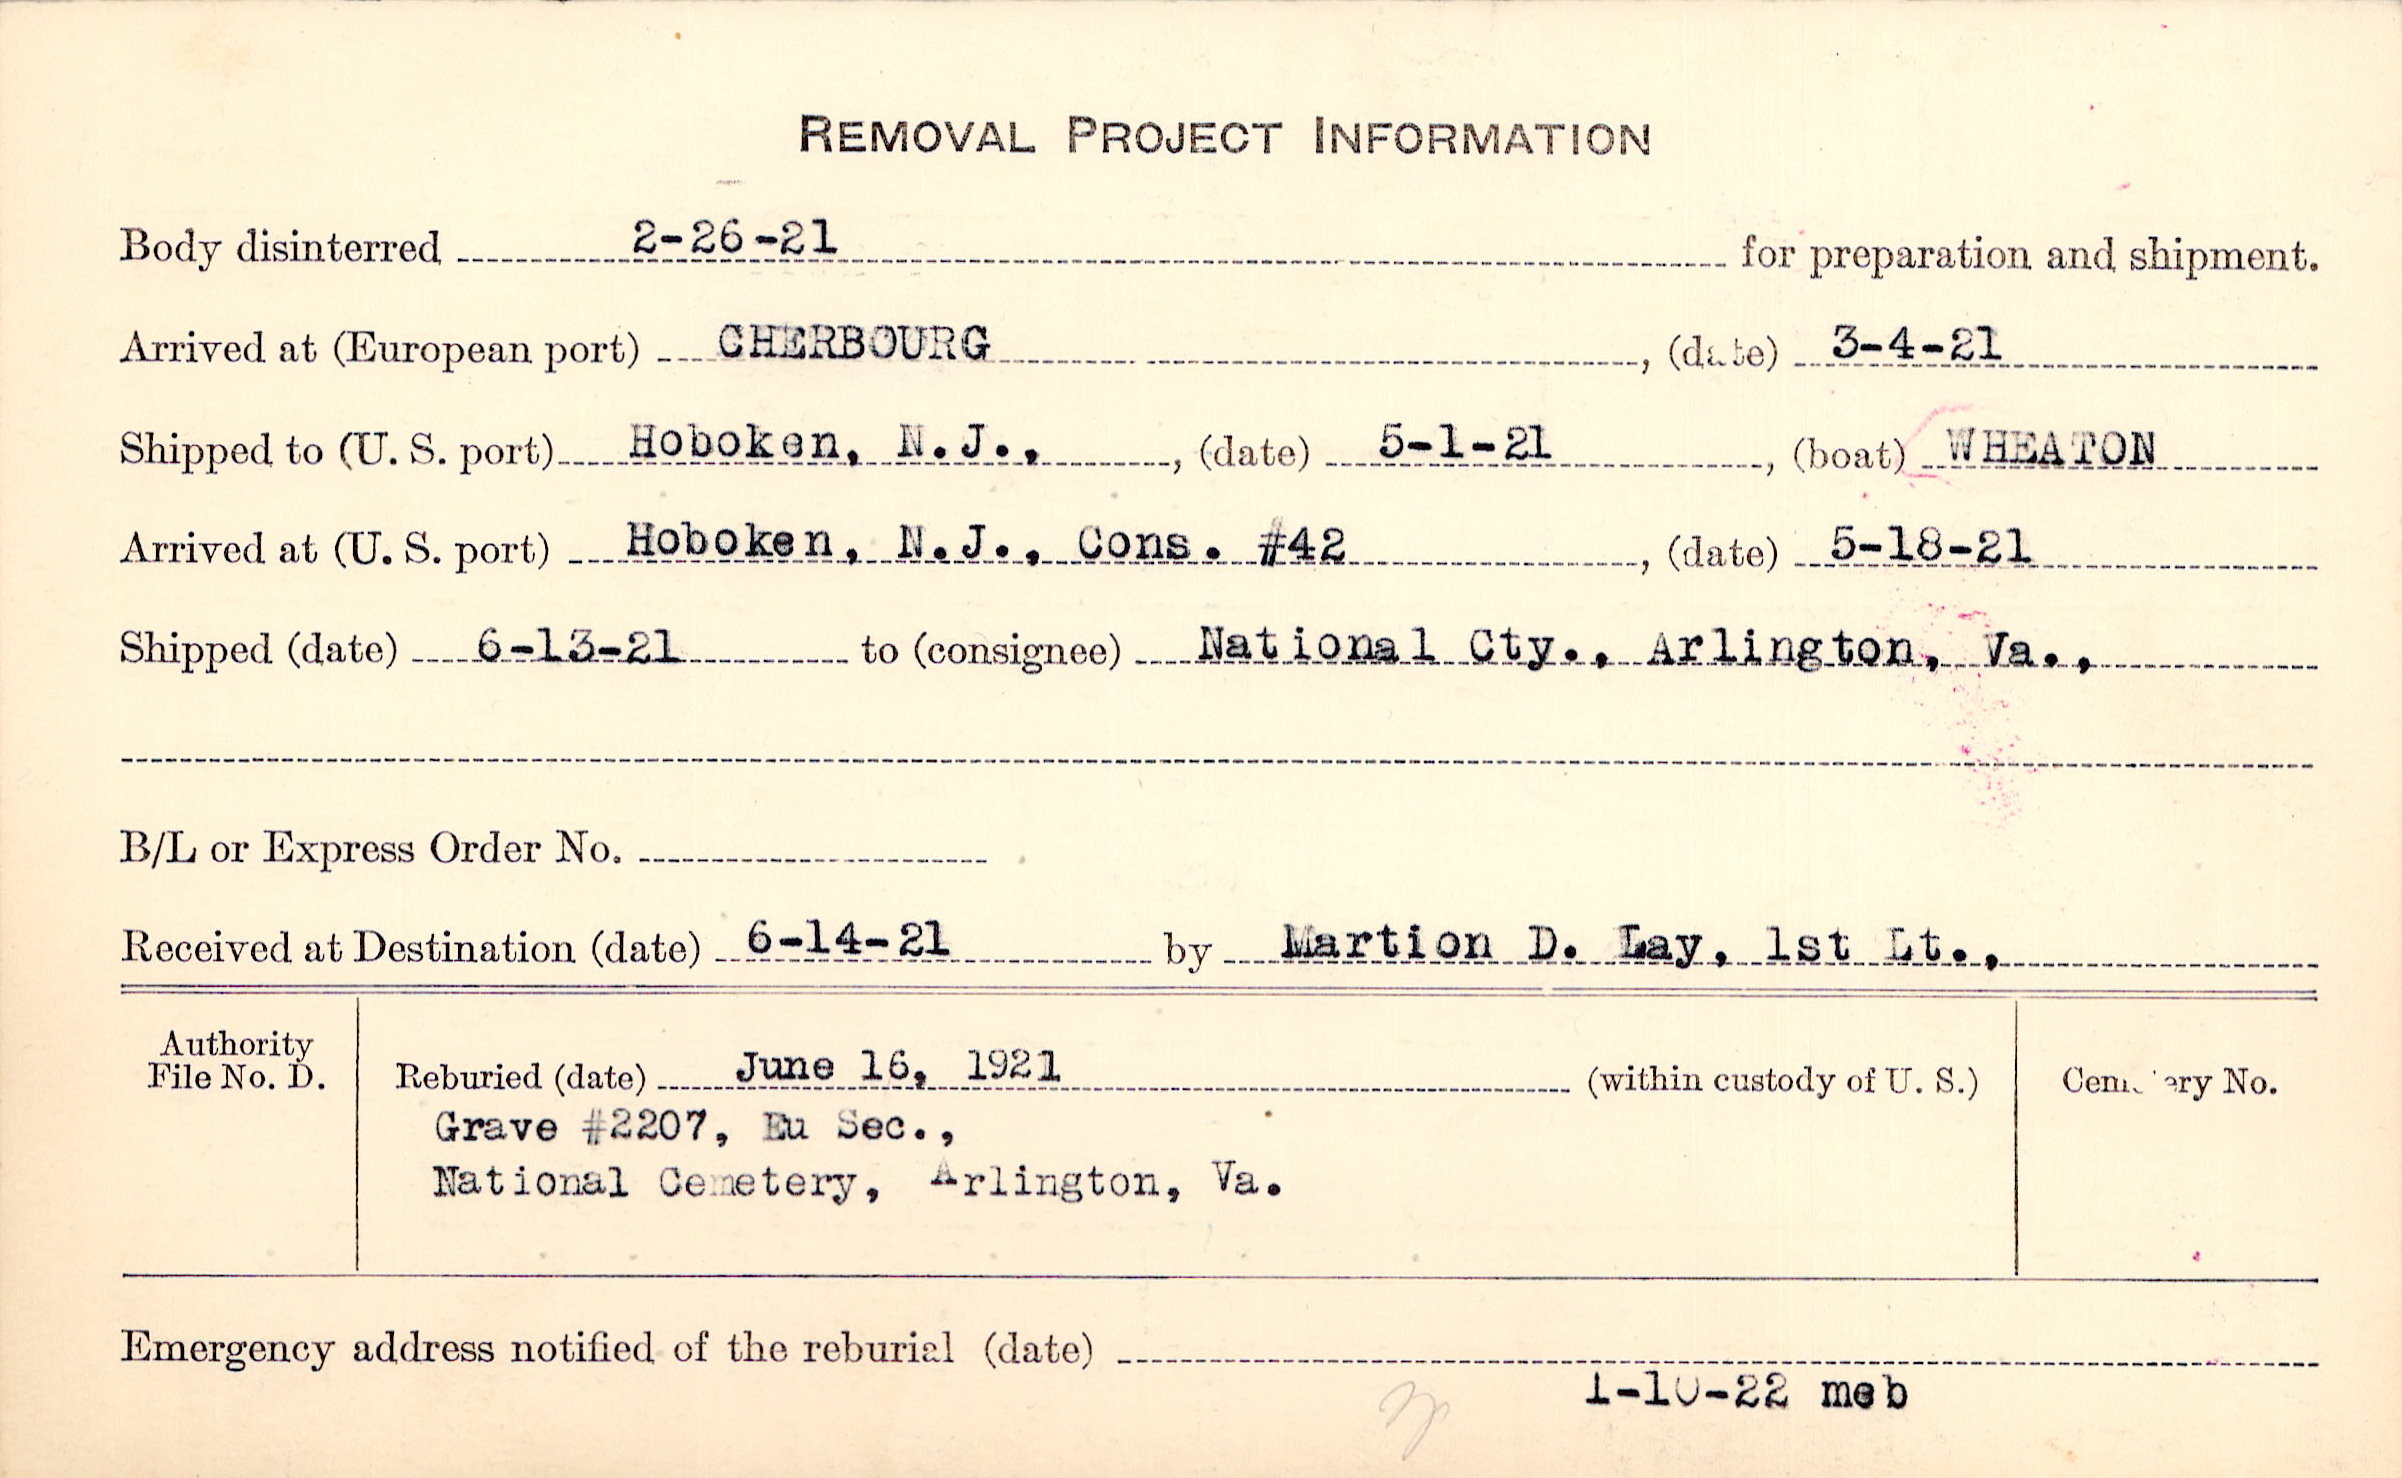 REMOVAL PROJECT INFORMATION
Body disinterred 2-26-21 for preparation and shipment.
Arrived at (European port) CHERBOURG, (date) 3-4-21
Shipped to (U. S. port) Hoboken, N.J., , (date) 5-1-21, (boat) WHEATON
Arrived at (U. S. port) Hoboken, N.J., Cons. #42, (date) 5-18-21
Shipped (date) 6-13-21 to (consignee) National Cty., Arlington, Va.,
B/L or Express Order No.
Received at Destination (date) 6-14-21 by Martion D. Lay, 1st Lt.,
Authority
File No. D.
Reburied (date) June 16, 1921 (within custody of U. S.)
Cemetery No.
Grave #2207, Eu Sec.,
National Cemetery, Arlington, Va.
Emergency address notified of the reburial (date)
1-10-22 meb